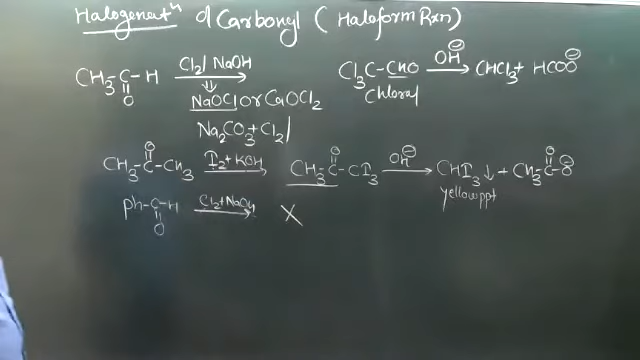 Halogenatⁿ of Carbonyl ( Haloform Rxn)
CH₃-C-H Cl₂/NaOH Cl₃C-CHO OH⊖ CHCl₃ + HCOO⊖
O ⇓ Chloral
NaOCl or CaOCl₂
Na₂CO₃+Cl₂/
O O O
CH₃-C-CH₃ I₂+KOH CH₃-C-CI₃ OH⊖ CHI₃↓ + CH₃-C-O⊖
yellow ppt
Ph-C-H Cl₂+NaOH X
O